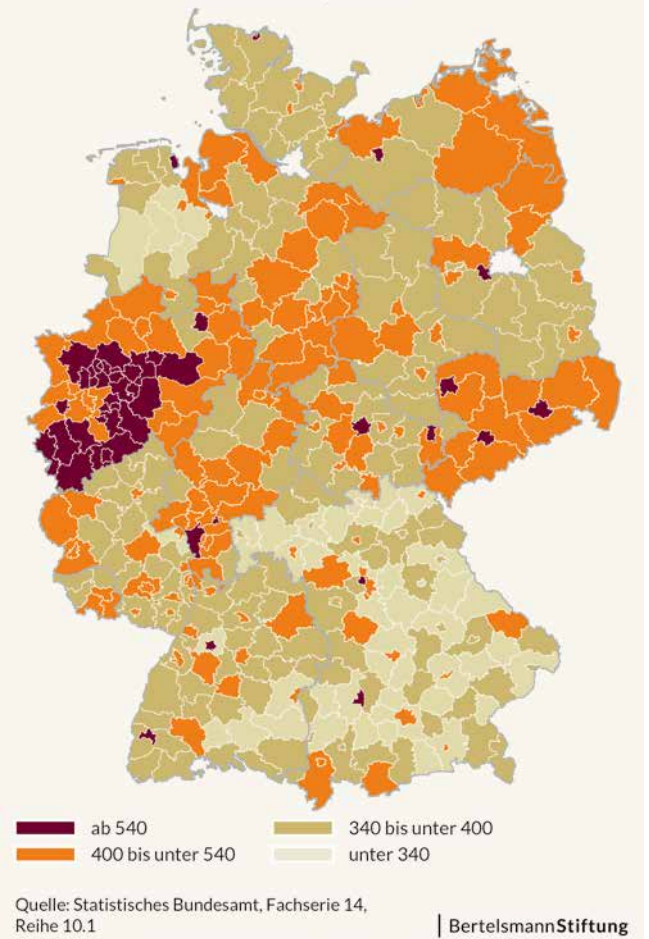 ab 540
340 bis unter 400
400 bis unter 540
unter 340
Quelle: Statistisches Bundesamt, Fachserie 14,
Reihe 10.1
BertelsmannStiftung